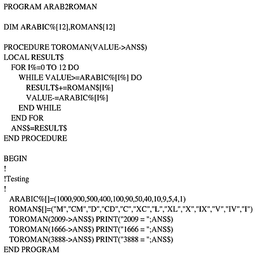 PROGRAM ARAB2ROMAN
DIM ARABIC%[12],ROMAN$[12]
PROCEDURE TOROMAN(VALUE->ANS$)
LOCAL RESULT$
FOR I%=0 TO 12 DO
WHILE VALUE>=ARABIC%[I%] DO
RESULT$+=ROMAN$[I%]
VALUE-=ARABIC%[I%]
END WHILE
END FOR
ANS$=RESULT$
END PROCEDURE
BEGIN
!
!Testing
!
ARABIC%[]=(1000,900,500,400,100,90,50,40,10,9,5,4,1)
ROMAN$[]=("M","CM","D","CD","C","XC","L","XL","X","IX","V","IV","I")
TOROMAN(2009->ANS$) PRINT("2009 = ";ANS$)
TOROMAN(1666->ANS$) PRINT("1666 = ";ANS$)
TOROMAN(3888->ANS$) PRINT("3888 = ";ANS$)
END PROGRAM